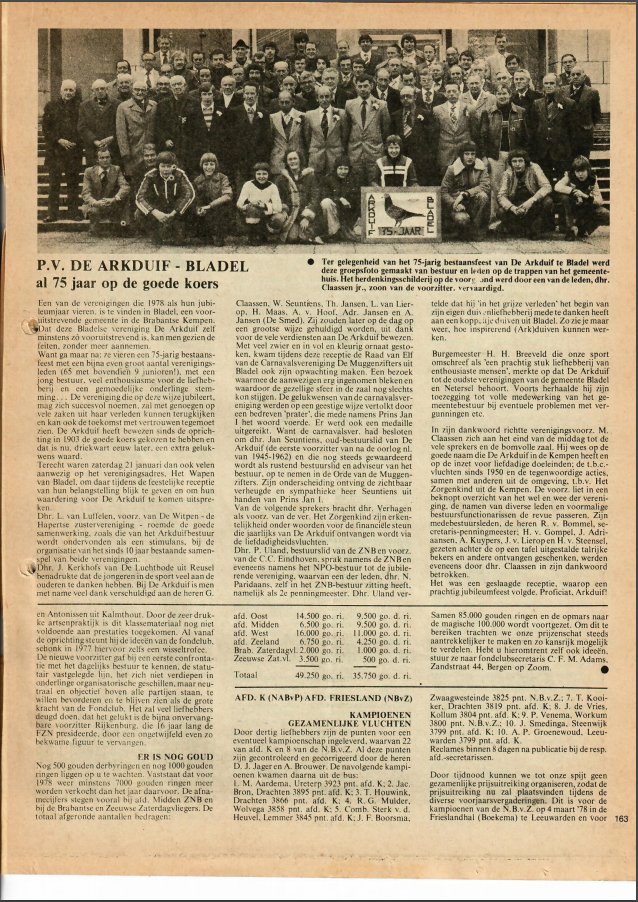 ARKDUIF BLADEL
75-JAAR
P.V. DE ARKDUIF - BLADEL
al 75 jaar op de goede koers
● Ter gelegenheid van het 75-jarig bestaansfeest van De Arkduif te Bladel werd
deze groepsfoto gemaakt van bestuur en leden op de trappen van het gemeente-
huis. Het herdenkingsschilderij op de voorgrond werd door een van de leden, dhr.
Claassen jr., zoon van de voorzitter, vervaardigd.
Een van de verenigingen die 1978 als hun jubi-
leumjaar vieren, is te vinden in Bladel, een voor-
uitstrevende gemeente in de Brabantse Kempen.
Dat deze Bladelse vereniging De Arkduif zelf
minstens zó vooruitstrevend is, kan men gezien de
feiten, zonder meer aannemen.
Want ga maar na: ze vieren een 75-jarig bestaans-
feest met een bijna even groot aantal verenigings-
leden (65 met bovendien 9 junioren!), met een
jong bestuur, veel enthousiasme voor de liefheb-
berij en een gemoedelijke onderlinge stem-
ming. . . De vereniging die op deze wijze jubileert,
mag zich succesvol noemen, zal met genoegen op
vele zaken uit haar verleden kunnen terugkijken
en kan ook de toekomst met vertrouwen tegemoet
zien. De Arkduif heeft bewezen sinds de oprich-
ting in 1903 de goede koers gekozen te hebben en
dat is nu, driekwart eeuw later, een extra geluk-
wens waard.
Terecht waren zaterdag 21 januari dan ook velen
aanwezig op het verenigingsadres, Het Wapen
van Bladel, om daar tijdens de feestelijke receptie
van hun belangstelling blijk te geven en om hun
waardering voor De Arkduif te komen uitspre-
ken.
Dhr. L. van Luffelen, voorz. van De Witpen - de
Hapertse zustervereniging - roemde de goede
samenwerking, zoals die van het Arkduifbestuur
wordt ondervonden als een stimulans, bij de
organisatie van het sinds 10 jaar bestaande samen-
spel van beide verenigingen.
Dhr. J. Kerkhofs van De Luchtbode uit Reusel
benadrukte dat de jongeren in de sport veel aan de
ouderen te danken hebben. Bij De Arkduif is men
met name veel dank verschuldigd aan de heren G.
Claassen, W. Seuntiens, Th. Jansen, L. van Lier-
op, H. Maas, A. v. Hoof, Adr. Jansen en A.
Jansen (De Smed). Zij zouden later op de dag op
een grootse wijze gehuldigd worden, uit dank
voor de vele verdiensten aan De Arkduif bewezen.
Met veel zwier en in vol en kleurig ornaat gesto-
ken, kwam tijdens deze receptie de Raad van Elf
van de Carnavalsvereniging De Muggenzifters uit
Bladel ook zijn opwachting maken. Een bezoek
waarmee de aanwezigen erg ingenomen bleken en
waardoor de gezellige sfeer in de zaal nog slechts
kon stijgen. De gelukwensen van de carnavalsver-
eniging werden op een geestige wijze vertolkt door
een bedreven 'prater', die mede namens Prins Jan
I het woord voerde. Er werd ook een medaille
uitgereikt. Want de carnavalsver. had besloten
om dhr. Jan Seuntiens, oud-bestuurslid van De
Arkduif (de eerste voorzitter van na de oorlog nl.
van 1945-1962) en die nog steeds gewaardeerd
wordt als rustend bestuurslid en adviseur van het
bestuur, op te nemen in de Orde van de Muggen-
zifters. Zijn onderscheiding ontving de zichtbaar
verheugde en sympathieke heer Seuntiens uit
handen van Prins Jan I.
Van de volgende sprekers bracht dhr. Verhagen
als voorz. van de ver. Het Zorgenkind zijn er-
kentelijkheid onder woorden voor de financiële steun
die jaarlijks van De Arkduif ontvangen wordt via
de liefdadigheidsvluchten.
Dhr. P. Uland, bestuurslid van de ZNB en voorz.
van de C.C. Eindhoven, sprak namens de ZNB en
evenens namens het NPO-bestuur tot de jubile-
rende vereniging, waarvan een der leden, dhr. N.
Paridaans, zelf in het ZNB-bestuur zitting heeft,
namelijk als 2e penningmeester. Dhr. Uland ver-
telde dat hij 'in het grijze verleden' het begin van
zijn eigen duivenliefhebberij mede te danken heeft
aan een koppel Arkduiven uit Bladel. Zo zie je maar
weer, hoe inspirerend (Ark)duiven kunnen wer-
ken.
Burgemeester H. H. Breveld die onze sport
omschreef als 'een prachtig stuk liefhebberij van
enthousiaste mensen', merkte op dat De Arkduif
tot de oudste verenigingen van de gemeente Bladel
en Netersel behoort. Voorts herhaalde hij zijn
toezegging tot volle medewerking van het ge-
meentebestuur bij eventuele problemen met ver-
gunningen etc.
In zijn dankwoord richtte verenigingsvoorz. M.
Claassen zich aan het eind van de middag tot de
vele sprekers en de bomvolle zaal. Hij wees op de
goede naam die De Arkduif in de Kempen heeft en
op de inzet voor liefdadige doeleinden; de t.b.c.-
vluchten sinds 1950 en de tegenwoordige acties,
samen met anderen uit de omgeving, t.b.v. Het
Zorgenkind uit de Kempen. De voorz. liet in een
beknopt overzicht van het wel en wee der vereni-
ging, de namen van diverse leden en voormalige
bestuursfunctionarissen de revue passeren. Zijn
medebestuursleden, de heren R. v. Bommel, se-
cretaris-penningmeester; H. v. Gompel, J. Adri-
aansen, A. Kuypers, J. v. Lierop en H. v. Steensel,
gezeten achter de op een tafel uitgestalde talrijke
bekers en andere ontvangen geschenken, werden
eveneens door dhr. Claassen in zijn dankwoord
betrokken.
Het was een geslaagde receptie, waarop een
prachtig jubileumfeest volgde. Proficiat, Arkduif!
en Antonissen uit Kalmthout. Door de zeer druk-
ke artsenpraktijk is dit klassemateriaal nog niet
voldoende aan prestaties toegekomen. Al vanaf
de oprichting steunt hij de ideeën van de Fondclub,
schonk in 1977 hiervoor zelfs een wisseltrofee.
De nieuwe voorzitter gaf bij een eerste confronta-
tie met het dagelijks bestuur te kennen, de statu-
tair vastgelegde lijn, het zich niet verdiepen in
onderlinge organisatorische geschillen, maar neu-
traal en objectief boven alle partijen staan, te
willen bevorderen en te blijven zien als de grote
kracht van de Fondclub. Het zal veel liefhebbers
deugd doen, dat het gelukt is de bijna onvervang-
bare voorzitter Rijkenburg, die 16 jaar lang de
FZN presideerde, door een ongetwijfeld even zo
bekwame figuur te vervangen.
ER IS NOG GOUD
Nog 500 gouden derbyringen en nog 1000 gouden
ringen liggen op u te wachten. Vaststaat dat voor
1978 weer minstens 7000 gouden ringen meer
worden verkocht dan het jaar daarvoor. De afna-
mecijfers stegen vooral bij afd. Midden ZNB en
bij de Brabantse en Zeeuwse Zaterdagvliegers. De
totaal afgeronde aantallen bedragen:
afd. Oost 14.500 go. ri. 9.500 go. d. ri.
afd. Midden 6.500 go. ri. 9.500 go. d. ri.
afd. West 16.000 go. ri. 11.000 go. d. ri.
afd. Zeeland 6.750 go. ri. 4.250 go. d. ri.
Brab. Zaterdagvl. 2.000 go. ri. 1.000 go. d. ri.
Zeeuwse Zat.vl. 3.500 go. ri. 500 go. d. ri.
Totaal 49.250 go. ri. 35.750 go. d. ri.
Samen 85.000 gouden ringen en de opmars naar
de magische 100.000 wordt voortgezet. Om dit te
bereiken trachten we onze prijzenschat steeds
aantrekkelijker te maken en zo kansrijk mogelijk
te verdelen. Hebt u hieromtrent zelf ook ideeën,
stuur ze naar fondclubsecretaris C. F. M. Adams,
Zandstraat 44, Bergen op Zoom. ●
AFD. K (NABvP) AFD. FRIESLAND (NBvZ)
KAMPIOENEN
GEZAMENLIJKE VLUCHTEN
Door dertig liefhebbers zijn de punten voor een
eventueel kampioenschap ingeleverd, waarvan 22
van afd. K en 8 van de N.B.v.Z. Al deze punten
zijn gecontroleerd en gecorrigeerd door de heren
D. J. Jager en A. Brouwer. De navolgende kampi-
oenen kwamen daarna uit de bus:
1. M. Aardema, Ureterp 3923 pnt. afd. K; 2. Jac.
Bron, Drachten 3895 pnt. afd. K; 3. T. Houwink,
Drachten 3866 pnt. afd. K; 4. R.G. Mulder,
Wolvega 3858 pnt. afd. K; 5. Comb. Sterk v. d.
Heuvel, Lemmer 3845 pnt. afd. K; J. F. Boorsma,
Zwaagwesteinde 3825 pnt. N.B.v.Z.; 7. T. Kooi-
ker, Drachten 3819 pnt. afd. K; 8. J. de Vries,
Kollum 3804 pnt. afd. K; 9. P. Venema, Workum
3800 pnt. N.B.v.Z.; 10. J. Smedinga, Steenwijk
3799 pnt. afd. K; 10. A. P. Groenewoud, Leeu-
warden 3799 pnt. afd. K.
Reclames binnen 8 dagen na publicatie bij de resp.
afd.-secretarissen.
Door tijdnood kunnen we tot onze spijt geen
gezamenlijke prijsuitreiking organiseren, zodat de
prijsuitreiking nu zal plaatsvinden tijdens de
diverse voorjaarsvergaderingen. Dit is voor de
kampioenen van de N.B.v.Z. op 4 maart '78 in de
Frieslandhal (Boekema) te Leeuwarden en voor
163